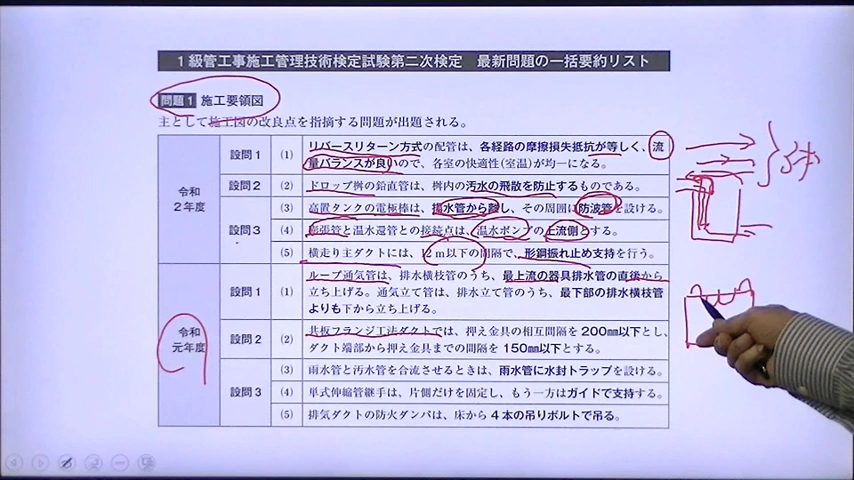 1級管工事施工管理技術検定試験第二次検定 最新問題の一括要約リスト
問題1 施工要領図
主として施工図の改良点を指摘する問題が出題される。
令和
2年度
設問1 (1) リバースリターン方式の配管は、各経路の摩擦損失抵抗が等しく、流
量バランスが良いので、各室の快適性(室温)が均一になる。
設問2 (2) ドロップ桝の鉛直管は、桝内の汚水の飛散を防止するものである。
設問3 (3) 高置タンクの電極棒は、揚水管から離し、その周囲に防波管を設ける。
(4) 膨張管と温水還管との接続点は、温水ポンプの上流側とする。
(5) 横走り主ダクトには、12m以下の間隔で、形鋼振れ止め支持を行う。
令和
元年度
設問1 (1) ループ通気管は、排水横枝管のうち、最上流の器具排水管の直後から
立ち上げる。通気立て管は、排水立て管のうち、最下部の排水横枝管
よりも下から立ち上げる。
設問2 (2) 共板フランジ工法ダクトでは、押え金具の相互間隔を200mm以下とし、
ダクト端部から押え金具までの間隔を150mm以下とする。
設問3 (3) 雨水管と汚水管を合流させるときは、雨水管に水封トラップを設ける。
(4) 単式伸縮管継手は、片側だけを固定し、もう一方はガイドで支持する。
(5) 排気ダクトの防火ダンパは、床から4本の吊りボルトで吊る。